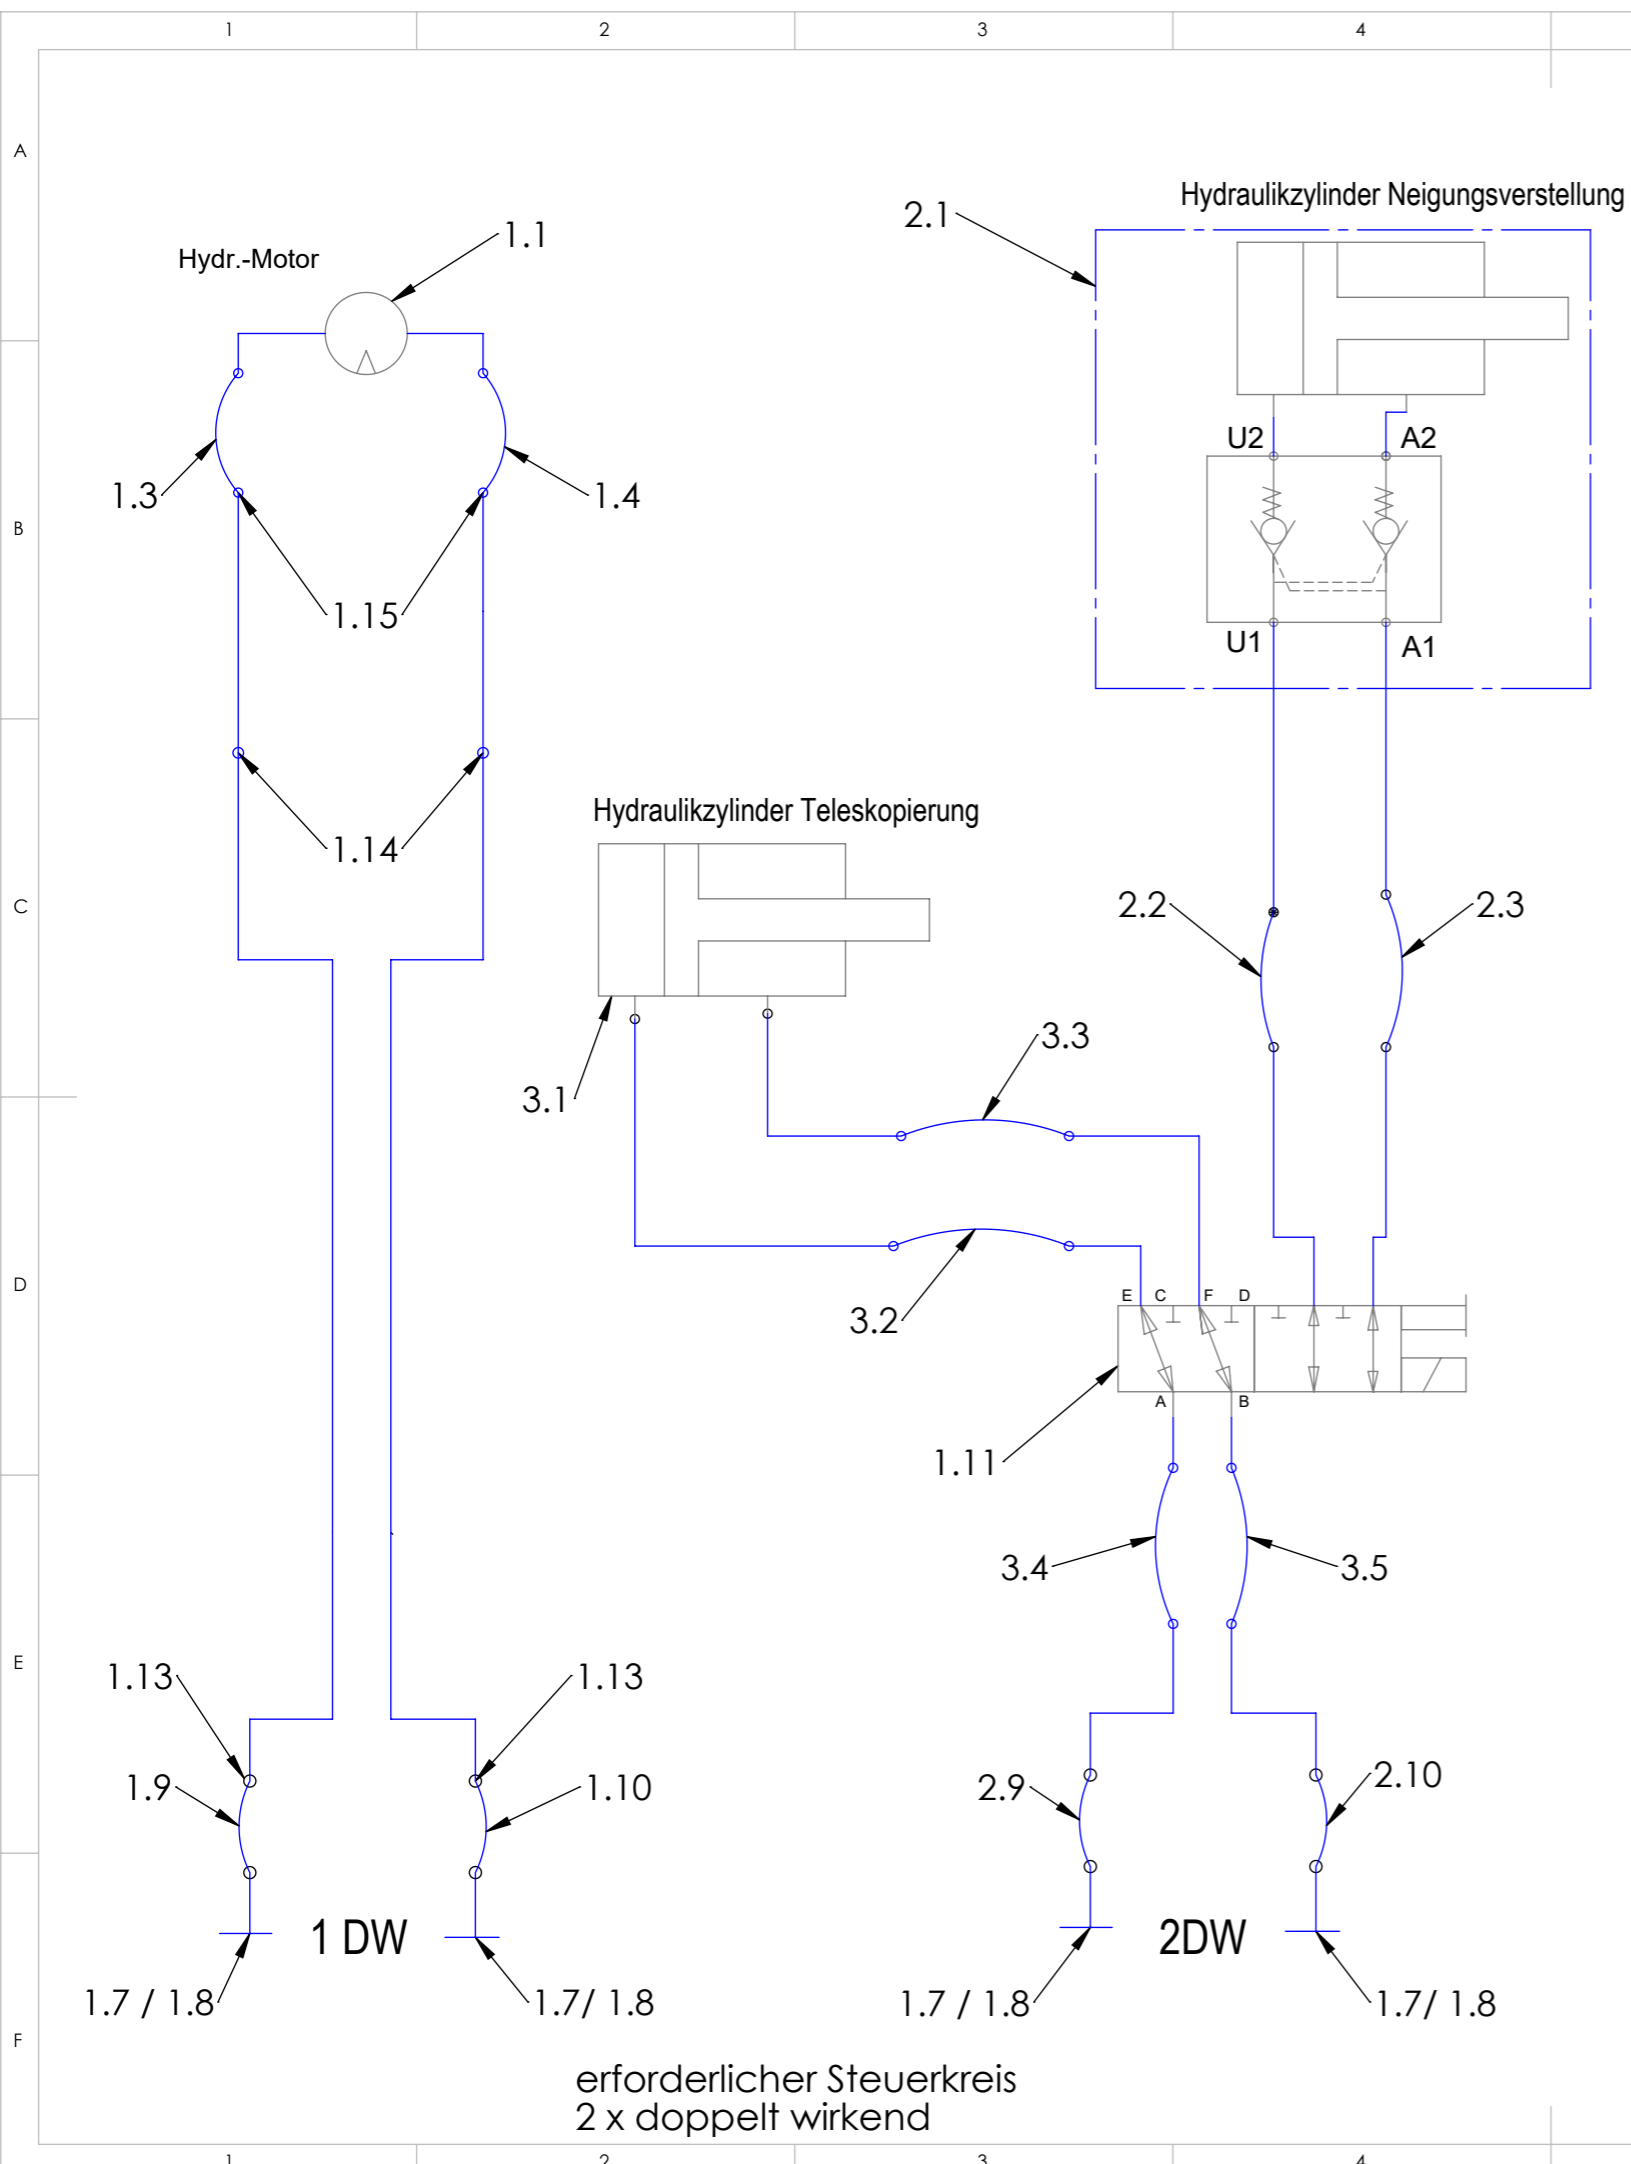 1 2 3 4
A
Hydraulikzylinder Neigungsverstellung
2.1
1.1
Hydr.-Motor
U2 A2
1.3 1.4
B
1.15
U1 A1
Hydraulikzylinder Teleskopierung
1.14
C
2.2 2.3
3.3
3.1
D
E C F D
3.2
A B
1.11
3.4 3.5
E
1.13 1.13
1.9 1.10 2.9 2.10
1 DW 2DW
1.7 / 1.8 1.7/ 1.8 1.7 / 1.8 1.7/ 1.8
F
erforderlicher Steuerkreis
2 x doppelt wirkend
1 2 3 4